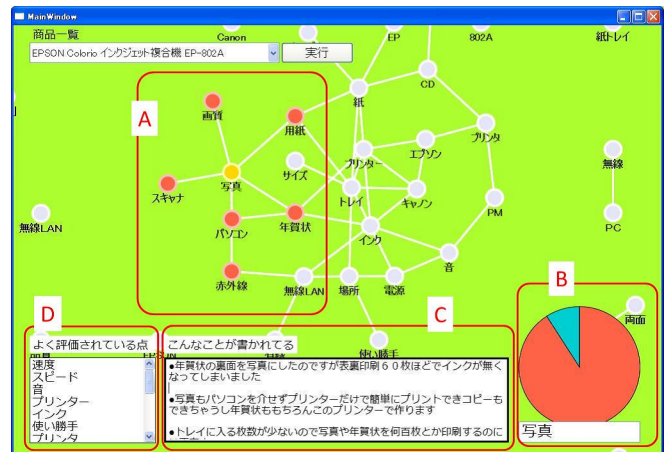 MainWindow
商品一覧
EPSON Colorio インクジェット複合機 EP-802A
実行
Canon
EP
802A
紙トレイ
CD
紙
A
画質
用紙
プリンタ
エプソン
プリンター
無線
サイズ
スキャナ
写真
トレイ
キャノン
PM
無線LAN
パソコン
年賀状
インク
PC
音
赤外線
無線LAN
場所
電源
B
両面
D
C
よく評価されている点
こんなことが書かれてる
使い勝手
速度
スピード
音
プリンター
インク
使い勝手
プリンタ
●年賀状の裏面を写真にしたのですが表裏印刷６０枚ほどでインクが無く
なってしまいました
●写真もパソコンを介せずプリンターだけで簡単にプリントできコピーも
できちゃうし年賀状ももちろんこのプリンターで作ります
●トレイに入る枚数が少ないので写真や年賀状を何百枚とか印刷するのに
写真